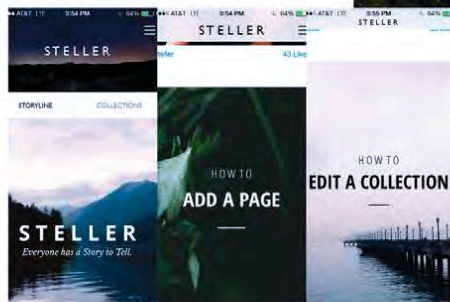 AT&T LTE 3:54 PM 64%
STELLER
STORYLINE COLLECTIONS
STELLER
Everyone has a Story to Tell.
AT&T LTE 3:54 PM 64%
STELLER
teller 43 Like
HOW TO
ADD A PAGE
AT&T LTE 3:55 PM 64%
STELLER
HOW TO
EDIT A COLLECTION